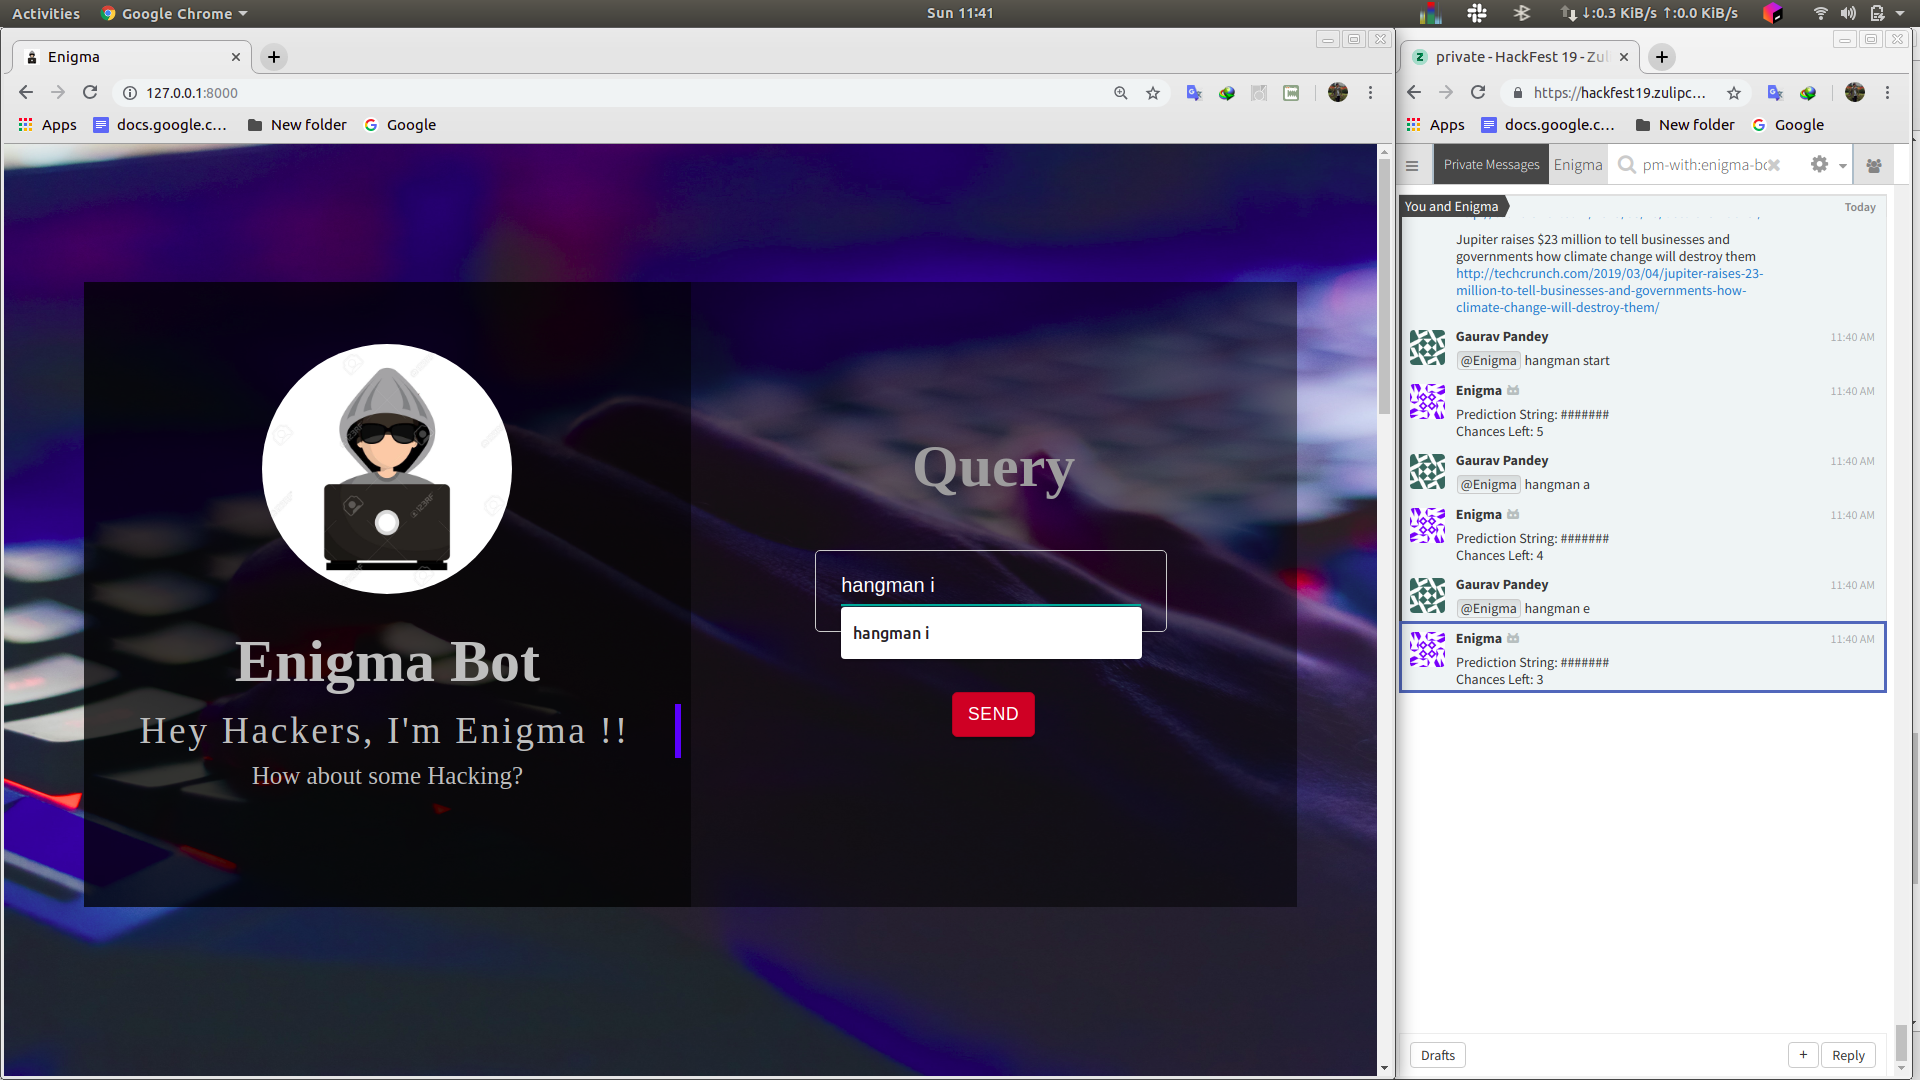 Activities
Google Chrome
Sun 11:41
↓:0.3 KiB/s ↑:0.0 KiB/s
Enigma
127.0.0.1:8000
Apps
docs.google.c...
New folder
Google
Enigma Bot
Hey Hackers, I'm Enigma !!
How about some Hacking?
Query
hangman i
hangman i
SEND
private - HackFest 19 - Zul
https://hackfest19.zulipc...
Apps
docs.google.c...
New folder
Google
Private Messages
Enigma
pm-with:enigma-bo
You and Enigma
Today
Jupiter raises $23 million to tell businesses and
governments how climate change will destroy them
http://techcrunch.com/2019/03/04/jupiter-raises-23-
million-to-tell-businesses-and-governments-how-
climate-change-will-destroy-them/
Gaurav Pandey
11:40 AM
@Enigma hangman start
Enigma
11:40 AM
Prediction String: #######
Chances Left: 5
Gaurav Pandey
11:40 AM
@Enigma hangman a
Enigma
11:40 AM
Prediction String: #######
Chances Left: 4
Gaurav Pandey
11:40 AM
@Enigma hangman e
Enigma
11:40 AM
Prediction String: #######
Chances Left: 3
Drafts
+
Reply